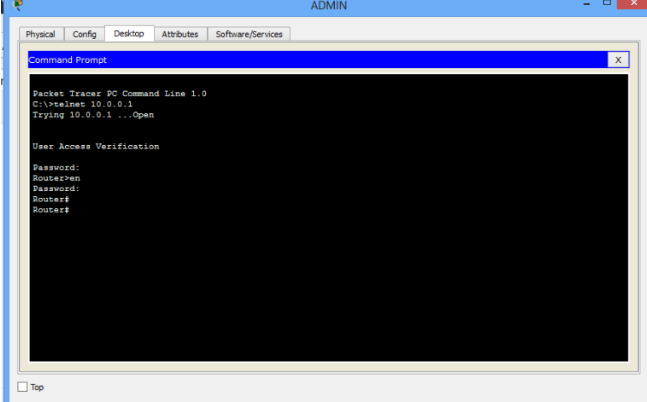 ADMIN
Physical Config Desktop Attributes Software/Services
Command Prompt X
Packet Tracer PC Command Line 1.0
C:\>telnet 10.0.0.1
Trying 10.0.0.1 ...Open
User Access Verification
Password:
Router>en
Password:
Router#
Router#
Top